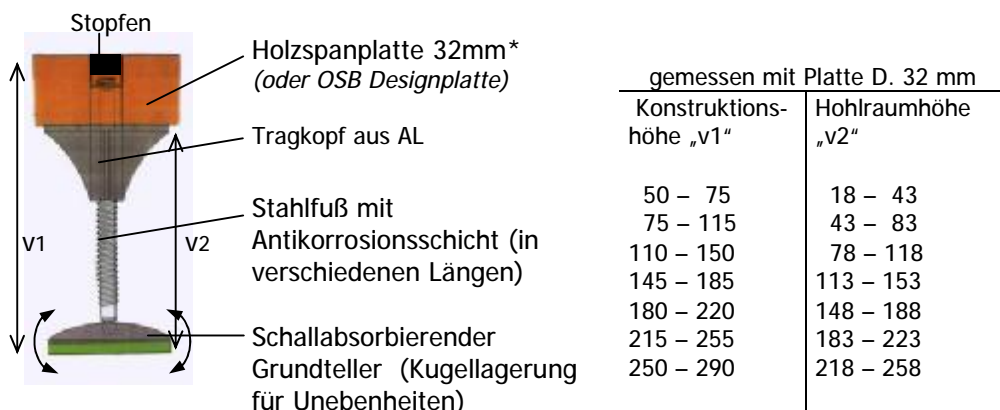 Stopfen
Holzspanplatte 32mm*
(oder OSB Designplatte)
Tragkopf aus AL
Stahlfuß mit
Antikorrosionsschicht (in
verschiedenen Längen)
Schallabsorbierender
Grundteller (Kugellagerung
für Unebenheiten)
v1
v2
gemessen mit Platte D. 32 mm
Konstruktions- Hohlraumhöhe
höhe „v1“ „v2“
50 – 75 18 – 43
75 – 115 43 – 83
110 – 150 78 – 118
145 – 185 113 – 153
180 – 220 148 – 188
215 – 255 183 – 223
250 – 290 218 – 258